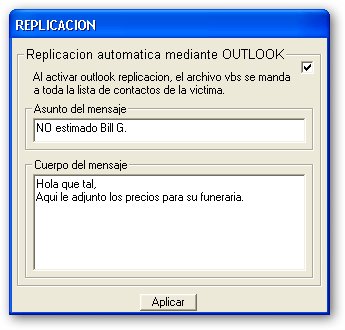 REPLICACION
Replicacion automatica mediante OUTLOOK
Al activar outlook replicacion, el archivo vbs se manda
a toda la lista de contactos de la victima.
Asunto del mensaje
NO estimado Bill G.
Cuerpo del mensaje
Hola que tal,
Aqui le adjunto los precios para su funeraria.
Aplicar